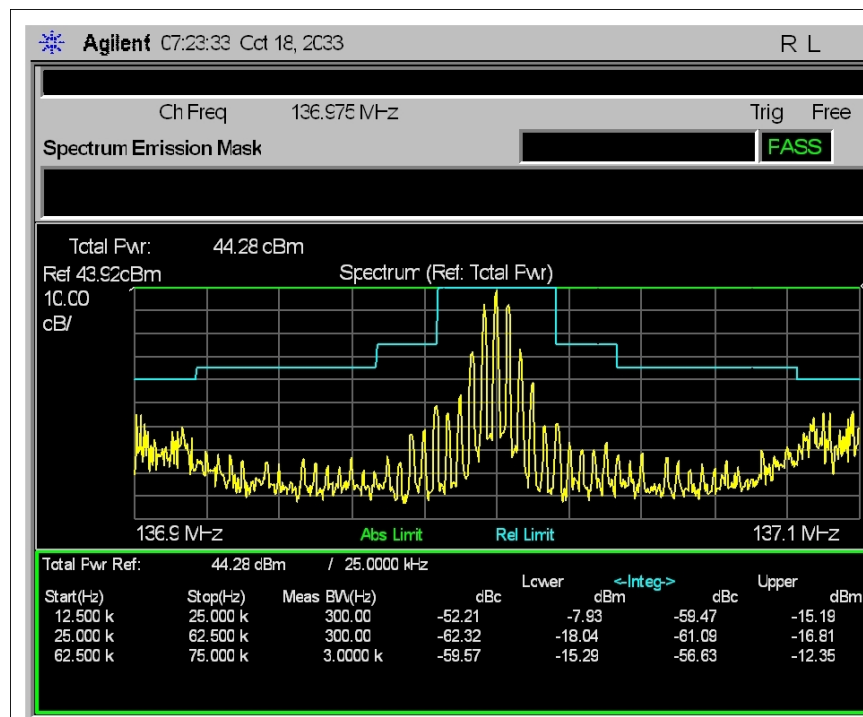 Agilent 07:23:33 Oct 18, 2033 R L
Ch Freq 136.975 MHz Trig Free
Spectrum Emission Mask FASS
Total Pwr: 44.28 cBm
Ref 43.92cBm Spectrum (Ref: Total Pwr)
10.00
cB/
136.9 MHz Abs Limit Rel Limit 137.1 MHz
Total Pwr Ref: 44.28 dBm / 25.0000 kHz
Lower <-Integ-> Upper
Start(Hz) Stop(Hz) Meas BW(Hz) dBc dBm dBc dBm
12.500 k 25.000 k 300.00 -52.21 -7.93 -59.47 -15.19
25.000 k 62.500 k 300.00 -62.32 -18.04 -61.09 -16.81
62.500 k 75.000 k 3.0000 k -59.57 -15.29 -56.63 -12.35